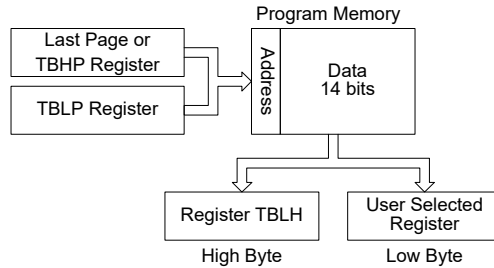 Program Memory
Last Page or
TBHP Register
TBLP Register
Address
Data
14 bits
Register TBLH
User Selected
Register
High Byte
Low Byte